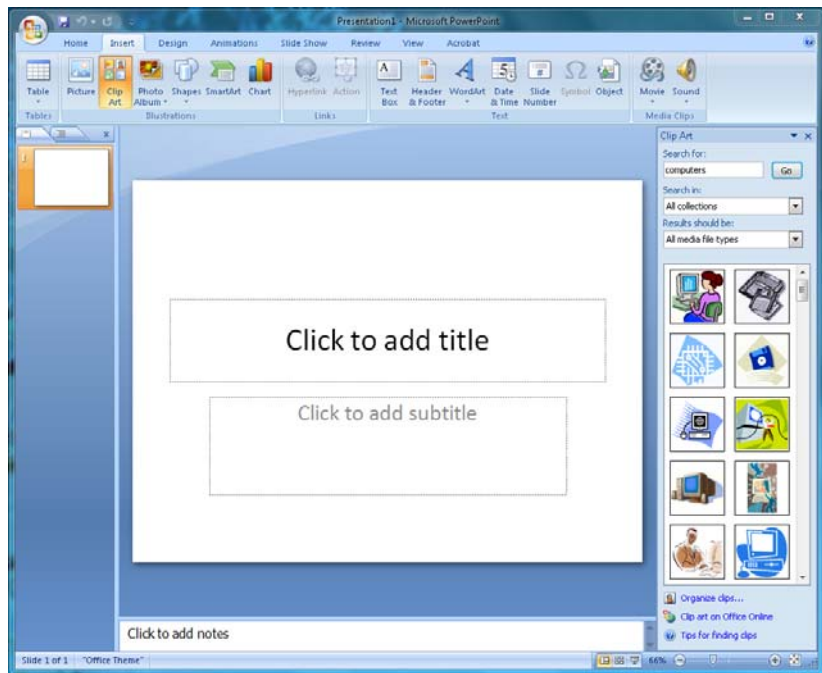 Presentation1 - Microsoft PowerPoint
Home Insert Design Animations Slide Show Review View Acrobat
Table Picture Clip Art Photo Album Shapes SmartArt Chart Hyperlink Action Text Box Header & Footer WordArt Date & Time Slide Number Symbol Object Movie Sound
Tables Illustrations Links Text Media Clips
Clip Art
Search for:
computers Go
Search in:
All collections
Results should be:
All media file types
1
Click to add title
Click to add subtitle
Organize clips...
Clip art on Office Online
Tips for finding clips
Click to add notes
Slide 1 of 1 "Office Theme" 66%